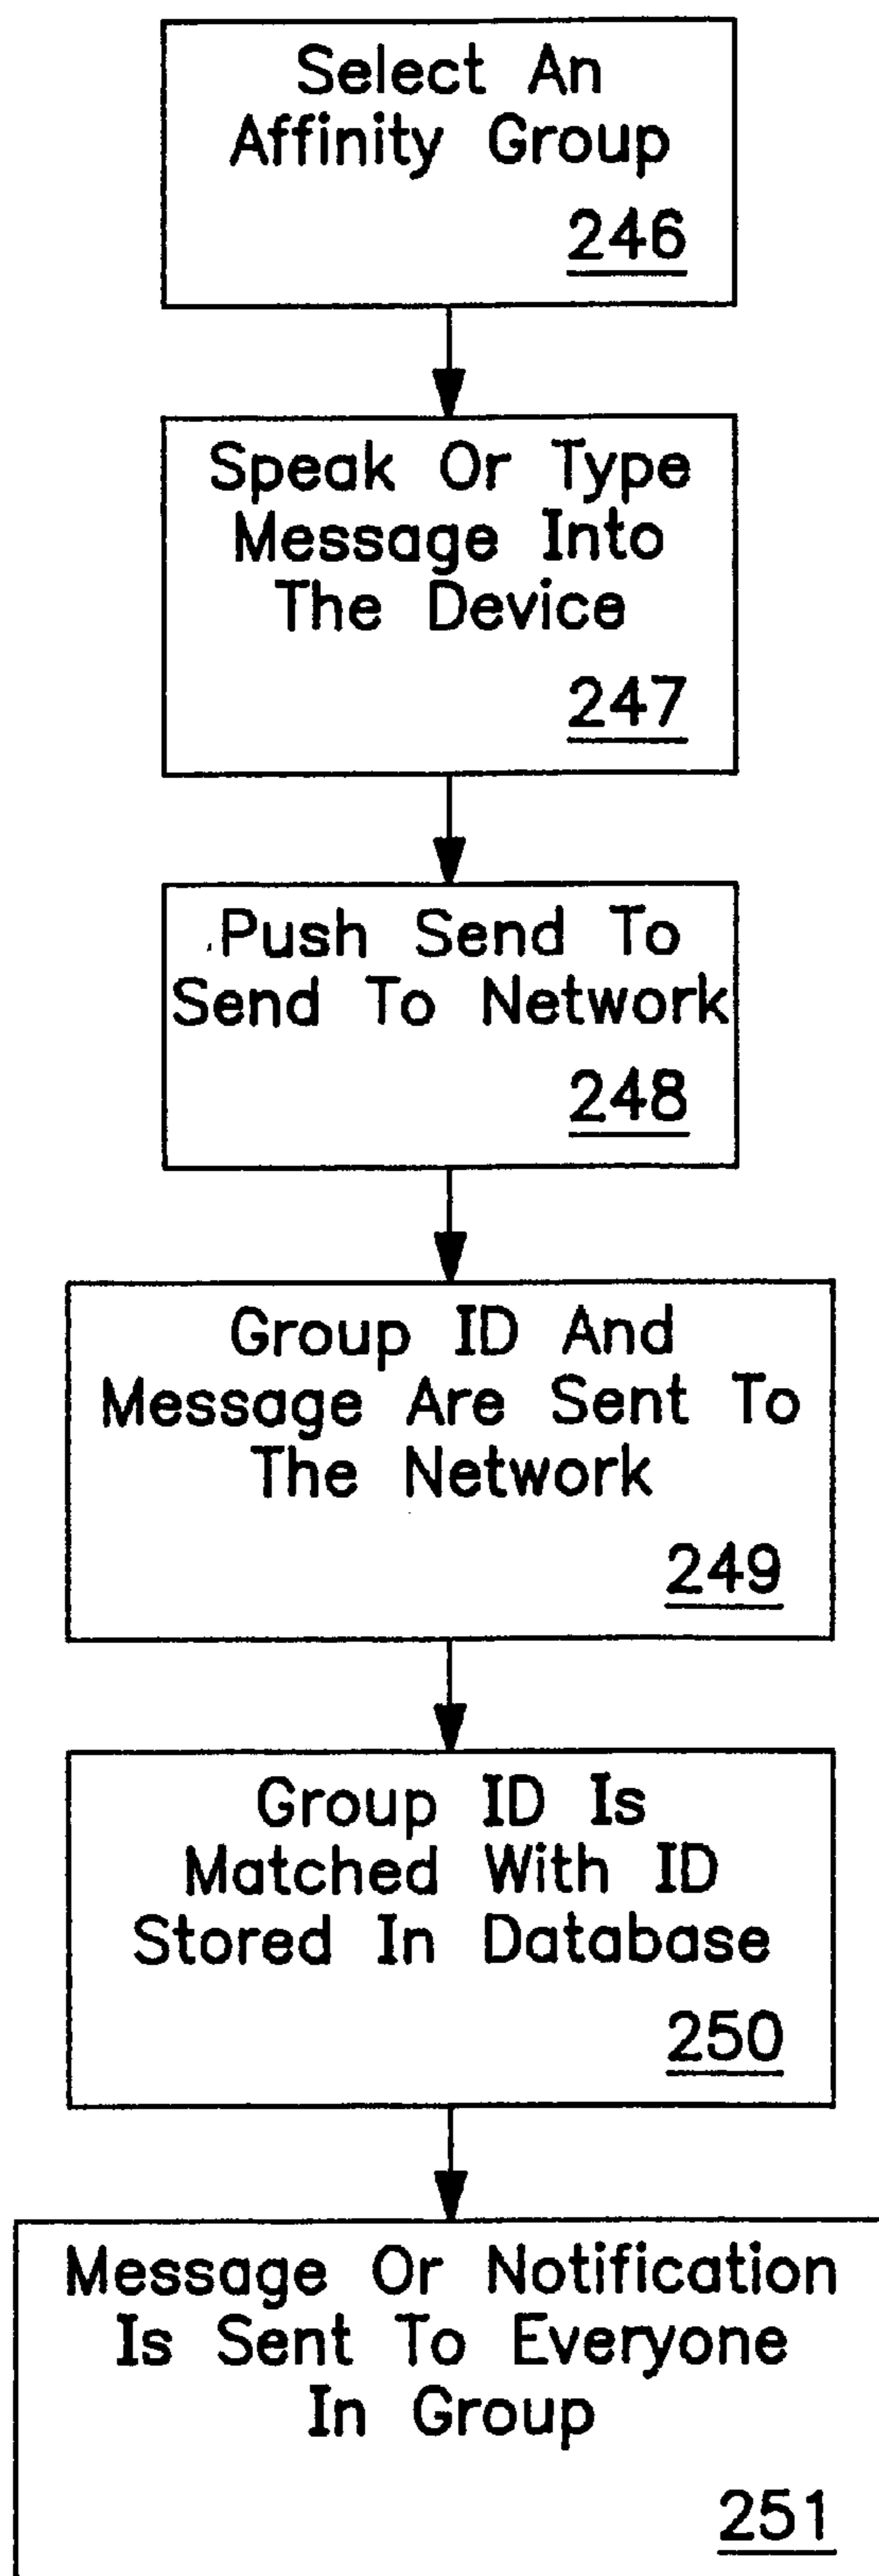 Select An
Affinity Group
246
Speak Or Type
Message Into
The Device
247
Push Send To
Send To Network
248
Group ID And
Message Are Sent To
The Network
249
Group ID Is
Matched With ID
Stored In Database
250
Message Or Notification
Is Sent To Everyone
In Group
251